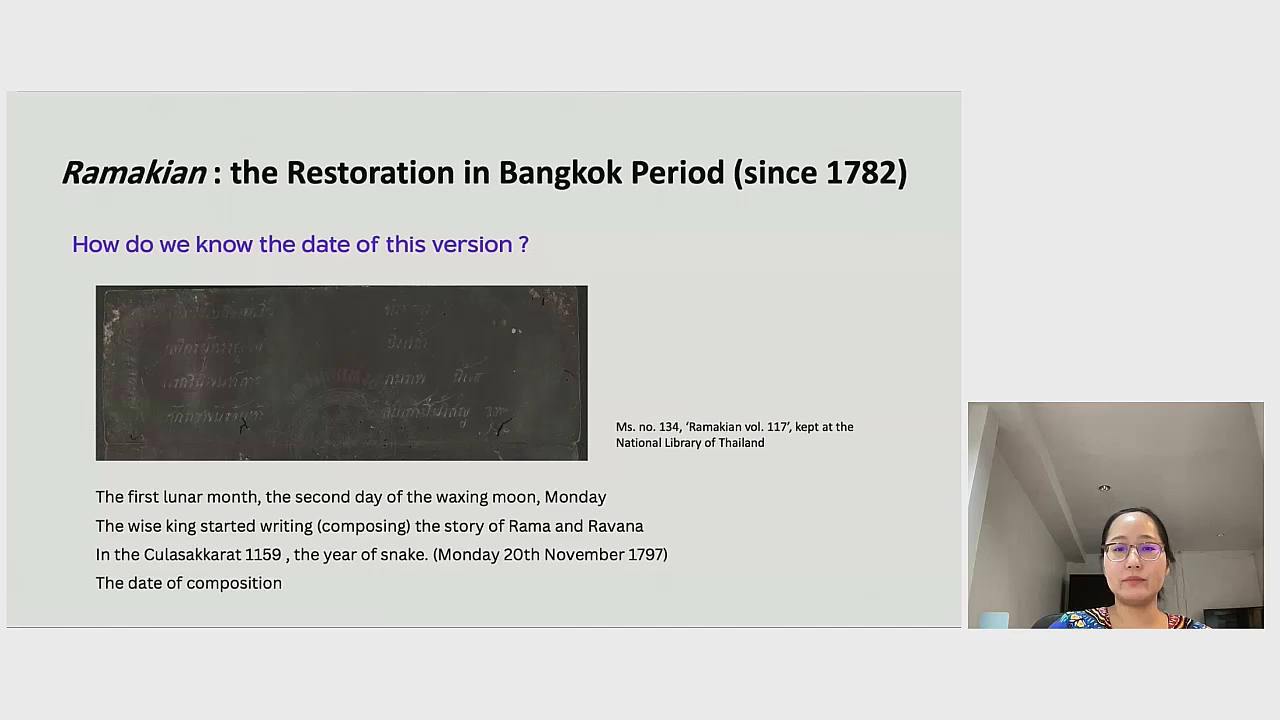 Ramakian : the Restoration in Bangkok Period (since 1782)
How do we know the date of this version ?
Ms. no. 134, ‘Ramakian vol. 117’, kept at the
National Library of Thailand
The first lunar month, the second day of the waxing moon, Monday
The wise king started writing (composing) the story of Rama and Ravana
In the Culasakkarat 1159 , the year of snake. (Monday 20th November 1797)
The date of composition